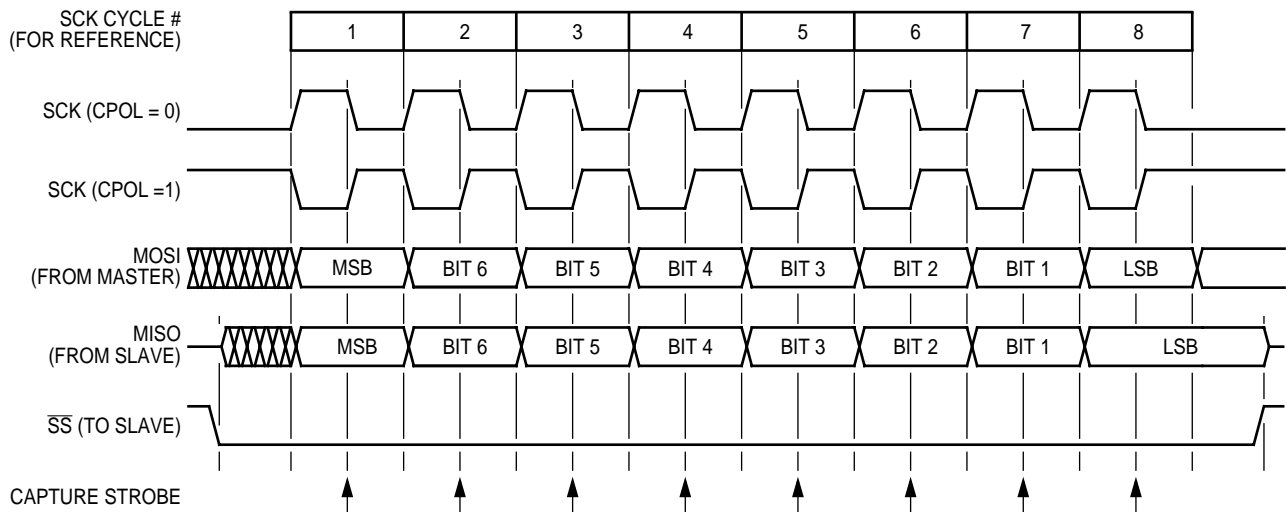 SCK CYCLE #
(FOR REFERENCE)
1 2 3 4 5 6 7 8
SCK (CPOL = 0)
SCK (CPOL =1)
MOSI
(FROM MASTER)
MSB BIT 6 BIT 5 BIT 4 BIT 3 BIT 2 BIT 1 LSB
MISO
(FROM SLAVE)
MSB BIT 6 BIT 5 BIT 4 BIT 3 BIT 2 BIT 1 LSB
SS (TO SLAVE)
CAPTURE STROBE